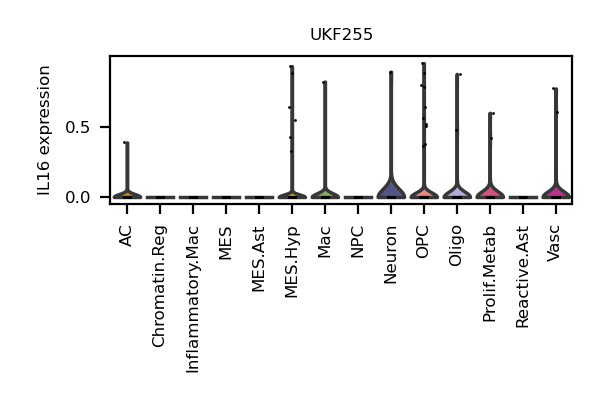 UKF255
IL16 expression
0.5
0.0
AC
Chromatin.Reg
Inflammatory.Mac
MES
MES.Ast
MES.Hyp
Mac
NPC
Neuron
OPC
Oligo
Prolif.Metab
Reactive.Ast
Vasc